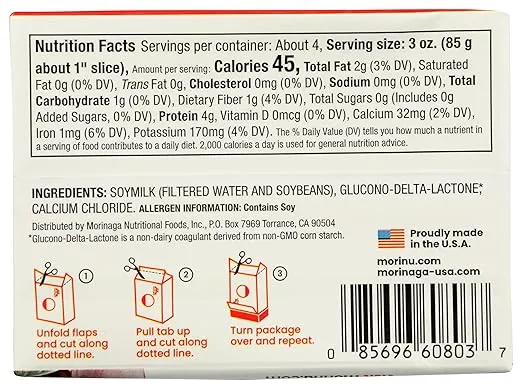 Nutrition Facts Servings per container: About 4, Serving size: 3 oz. (85 g
about 1" slice), Amount per serving: Calories 45, Total Fat 2g (3% DV), Saturated
Fat 0g (0% DV), Trans Fat 0g, Cholesterol 0mg (0% DV), Sodium 0mg (0% DV), Total
Carbohydrate 1g (0% DV), Dietary Fiber 1g (4% DV), Total Sugars 0g (Includes 0g
Added Sugars, 0% DV), Protein 4g, Vitamin D 0mcg (0% DV), Calcium 32mg (2% DV),
Iron 1mg (6% DV), Potassium 170mg (4% DV). The % Daily Value (DV) tells you how much a nutrient in
a serving of food contributes to a daily diet. 2,000 calories a day is used for general nutrition advice.
INGREDIENTS: SOYMILK (FILTERED WATER AND SOYBEANS), GLUCONO-DELTA-LACTONE,*
CALCIUM CHLORIDE. ALLERGEN INFORMATION: Contains Soy
Distributed by Morinaga Nutritional Foods, Inc., P.O. Box 7969 Torrance, CA 90504
*Glucono-Delta-Lactone is a non-dairy coagulant derived from non-GMO corn starch.
Proudly made
in the U.S.A.
morinu.com
morinaga-usa.com
1
Unfold flaps
and cut along
dotted line.
2
Pull tab up
and cut along
dotted line.
3
Turn package
over and repeat.
0 85696 60803 7